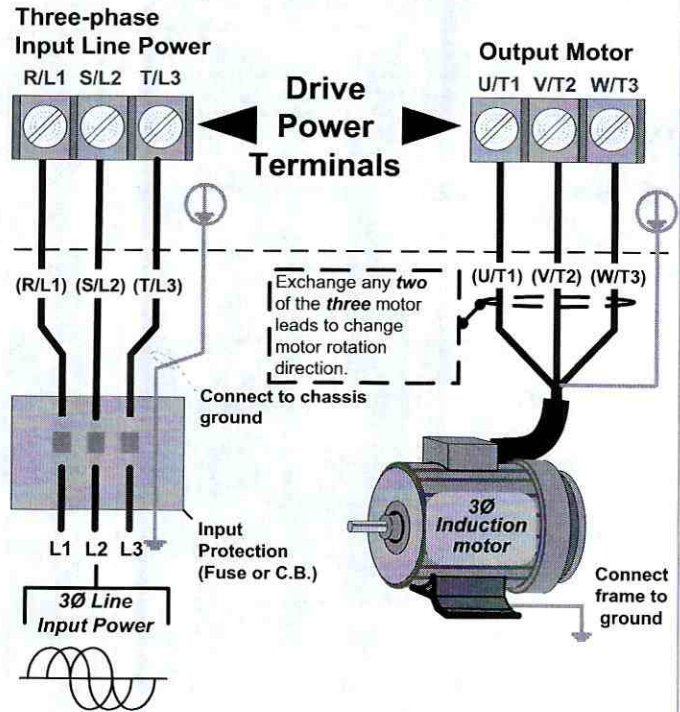 Three-phase
Input Line Power
R/L1 S/L2 T/L3
Drive
Power
Terminals
Output Motor
U/T1 V/T2 W/T3
(R/L1) (S/L2) (T/L3)
Exchange any two
of the three motor
leads to change
motor rotation
direction.
(U/T1) (V/T2) (W/T3)
Connect to chassis
ground
Input
Protection
(Fuse or C.B.)
L1 L2 L3
3Ø Line
Input Power
3Ø
Induction
motor
Connect
frame to
ground